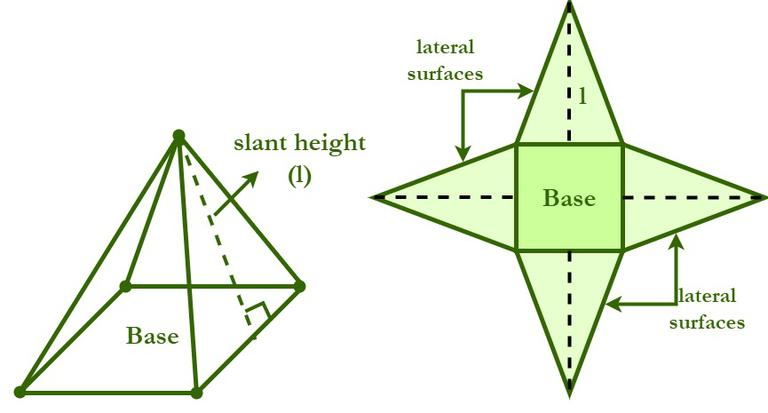 slant height
(l)
Base
lateral
surfaces
l
Base
lateral
surfaces